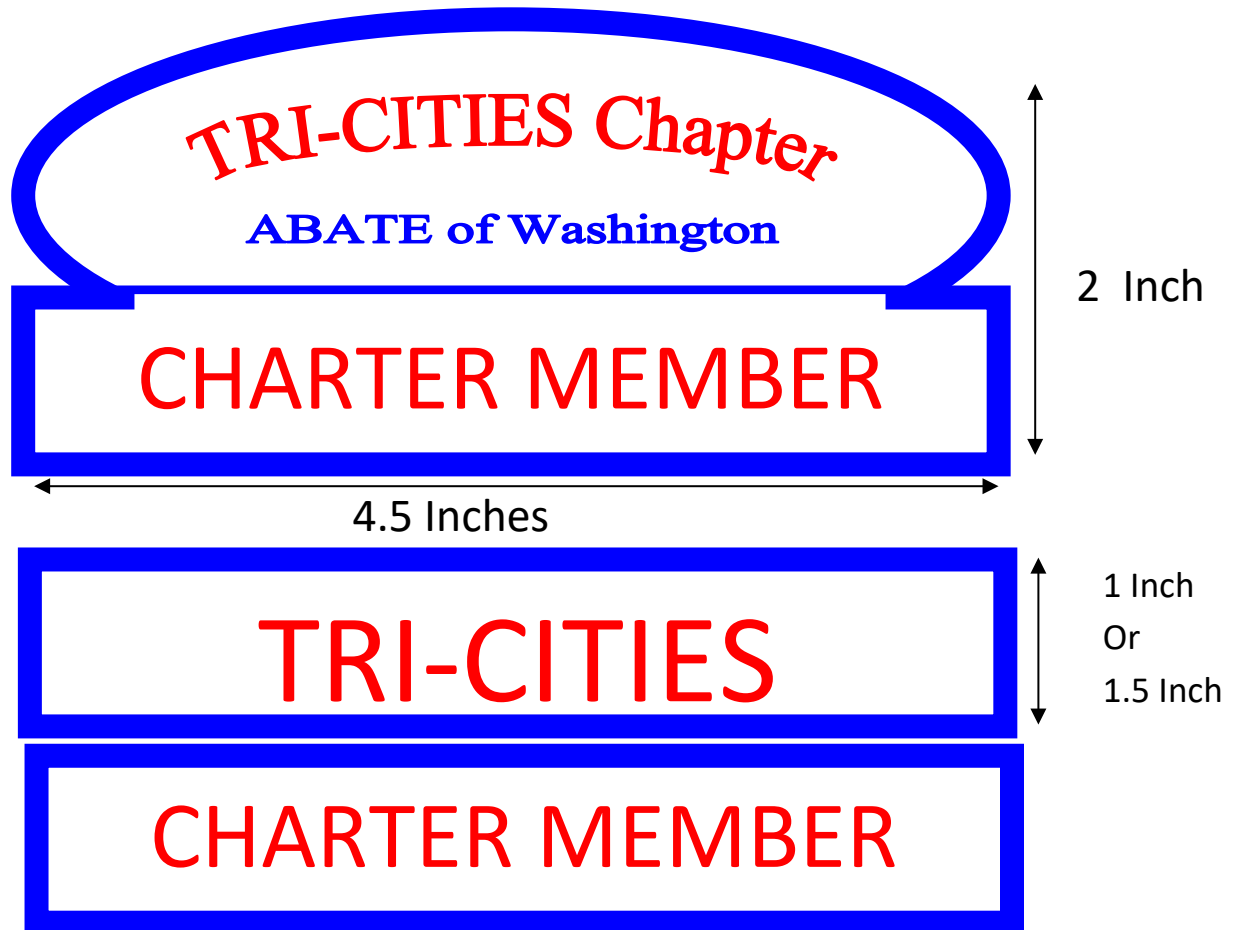 TRI-CITIES Chapter
ABATE of Washington
2 Inch
CHARTER MEMBER
4.5 Inches
TRI-CITIES
1 Inch
Or
1.5 Inch
CHARTER MEMBER